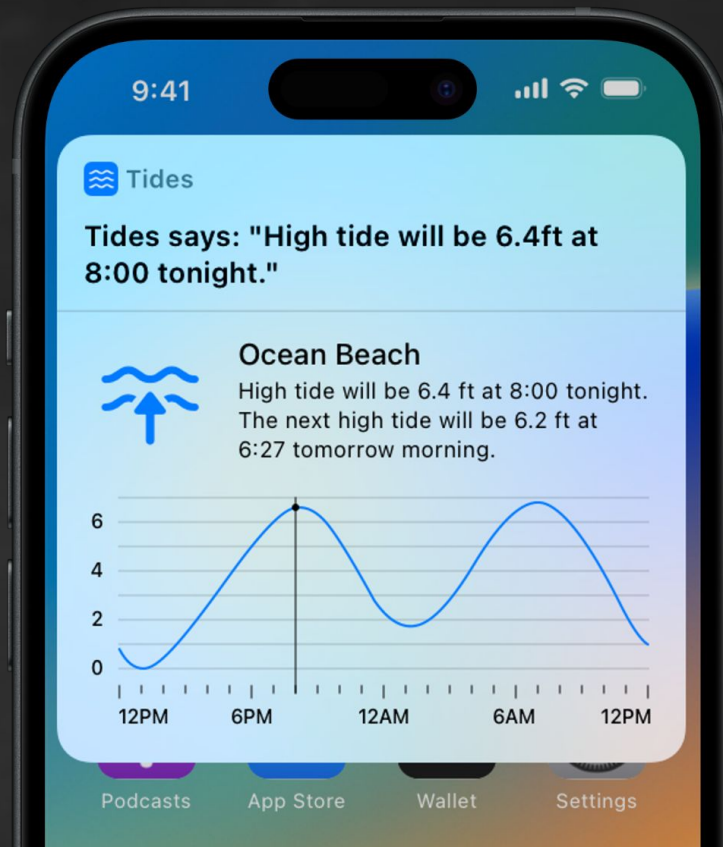 9:41
Tides
Tides says: "High tide will be 6.4ft at
8:00 tonight."
Ocean Beach
High tide will be 6.4 ft at 8:00 tonight.
The next high tide will be 6.2 ft at
6:27 tomorrow morning.
6
4
2
0
12PM 6PM 12AM 6AM 12PM
Podcasts App Store Wallet Settings